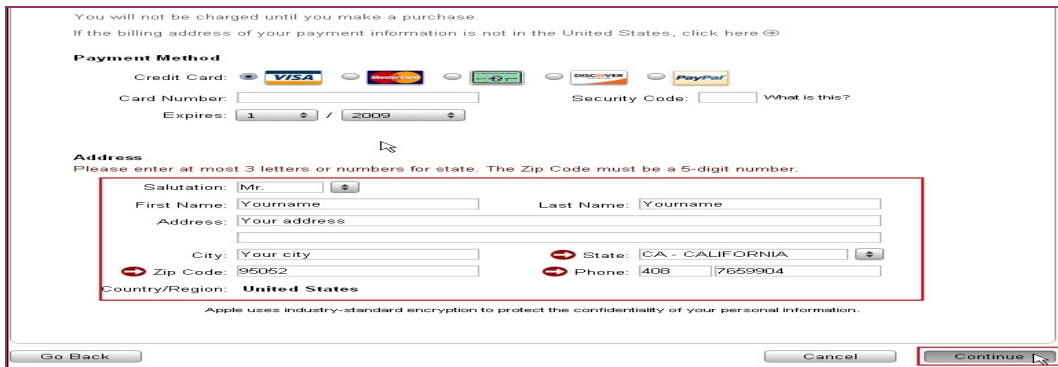 You will not be charged until you make a purchase.
If the billing address of your payment information is not in the United States, click here
Payment Method
Credit Card: VISA MasterCard DISCOVER PayPal
Card Number: Security Code: What is this?
Expires: 1 / 2009
Address
Please enter at most 3 letters or numbers for state. The Zip Code must be a 5-digit number.
Salutation: Mr.
First Name: Yourname Last Name: Yourname
Address: Your address
City: Your city State: CA - CALIFORNIA
Zip Code: 95052 Phone: 408 7659904
Country/Region: United States
Apple uses industry-standard encryption to protect the confidentiality of your personal information.
Go Back Cancel Continue